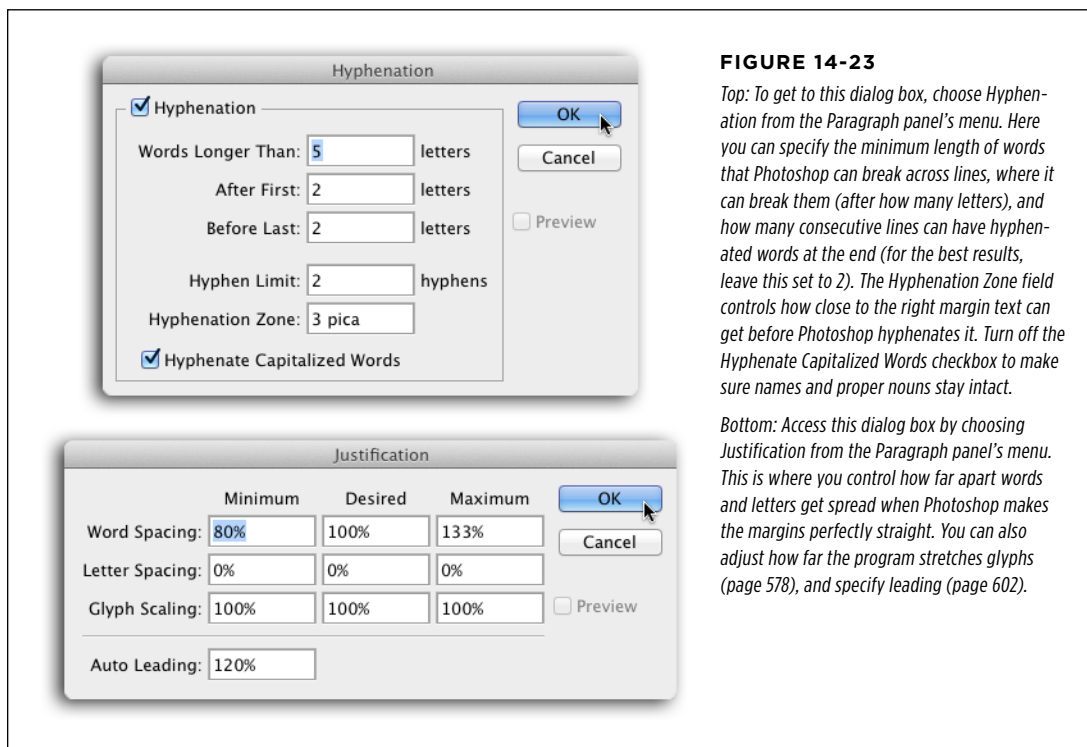 Hyphenation
Hyphenation
Words Longer Than: 5 letters
After First: 2 letters
Before Last: 2 letters
Hyphen Limit: 2 hyphens
Hyphenation Zone: 3 pica
Hyphenate Capitalized Words
OK
Cancel
Preview
Justification
Minimum Desired Maximum
Word Spacing: 80% 100% 133%
Letter Spacing: 0% 0% 0%
Glyph Scaling: 100% 100% 100%
Auto Leading: 120%
OK
Cancel
Preview
FIGURE 14-23
Top: To get to this dialog box, choose Hyphen-
ation from the Paragraph panel's menu. Here
you can specify the minimum length of words
that Photoshop can break across lines, where it
can break them (after how many letters), and
how many consecutive lines can have hyphen-
ated words at the end (for the best results,
leave this set to 2). The Hyphenation Zone field
controls how close to the right margin text can
get before Photoshop hyphenates it. Turn off the
Hyphenate Capitalized Words checkbox to make
sure names and proper nouns stay intact.
Bottom: Access this dialog box by choosing
Justification from the Paragraph panel's menu.
This is where you control how far apart words
and letters get spread when Photoshop makes
the margins perfectly straight. You can also
adjust how far the program stretches glyphs
(page 578), and specify leading (page 602).